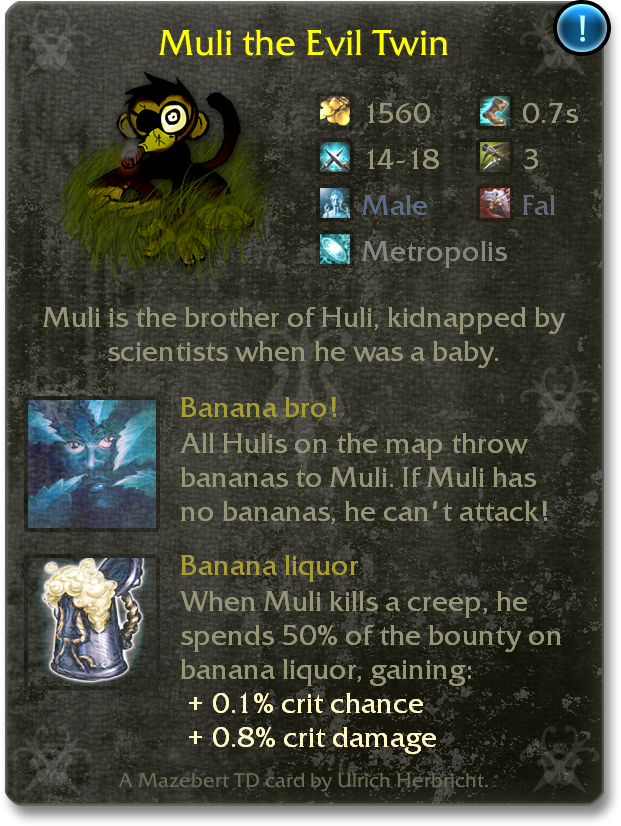 Muli the Evil Twin
!
1560
0.7s
14-18
3
Male
Fal
Metropolis
Muli is the brother of Huli, kidnapped by
scientists when he was a baby.
Banana bro!
All Hulis on the map throw
bananas to Muli. If Muli has
no bananas, he can't attack!
Banana liquor
When Muli kills a creep, he
spends 50% of the bounty on
banana liquor, gaining:
+ 0.1% crit chance
+ 0.8% crit damage
A Mazebert TD card by Ulrich Herbricht.